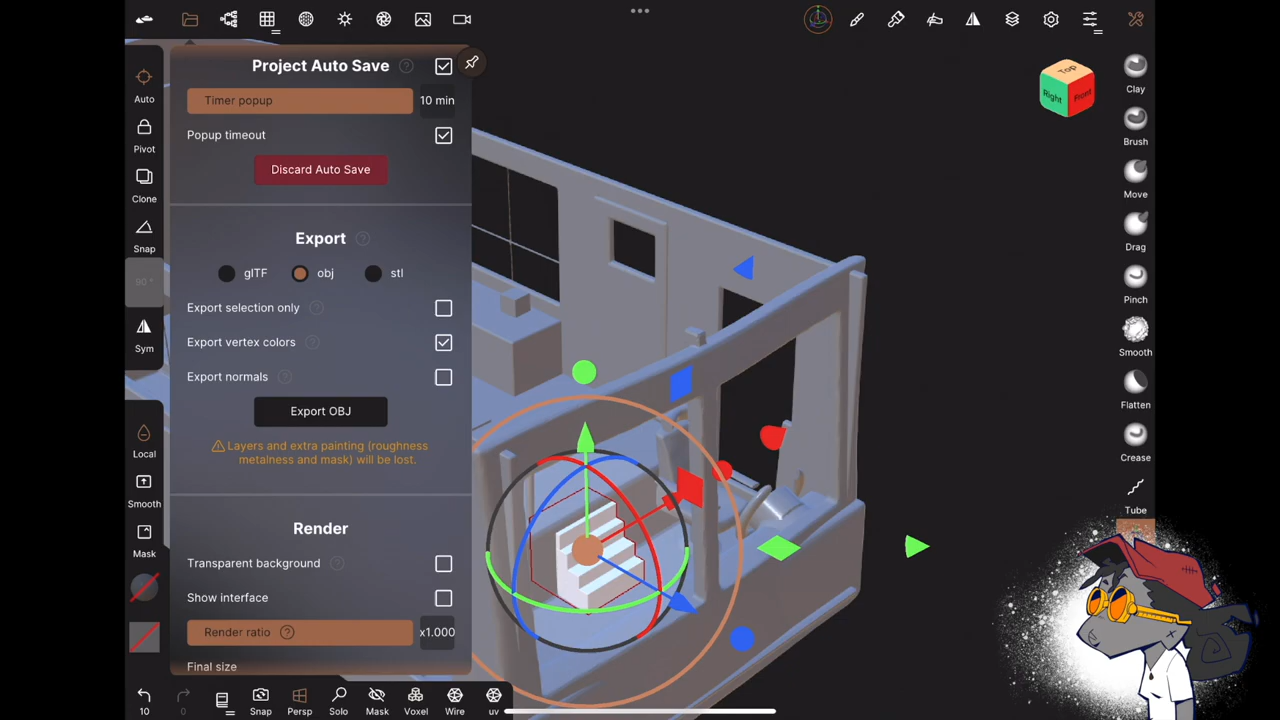 Project Auto Save ?
Timer popup 10 min
Popup timeout
Discard Auto Save
Export ?
glTF obj stl
Export selection only ?
Export vertex colors ?
Export normals ?
Export OBJ
Layers and extra painting (roughness
metalness and mask) will be lost.
Render
Transparent background ?
Show interface
Render ratio ? x1.000
Final size
Auto
Pivot
Clone
Snap
90°
Sym
Local
Smooth
Mask
10
0
Snap
Persp
Solo
Mask
Voxel
Wire
uv
Top
Right
Front
Clay
Brush
Move
Drag
Pinch
Smooth
Flatten
Crease
Tube